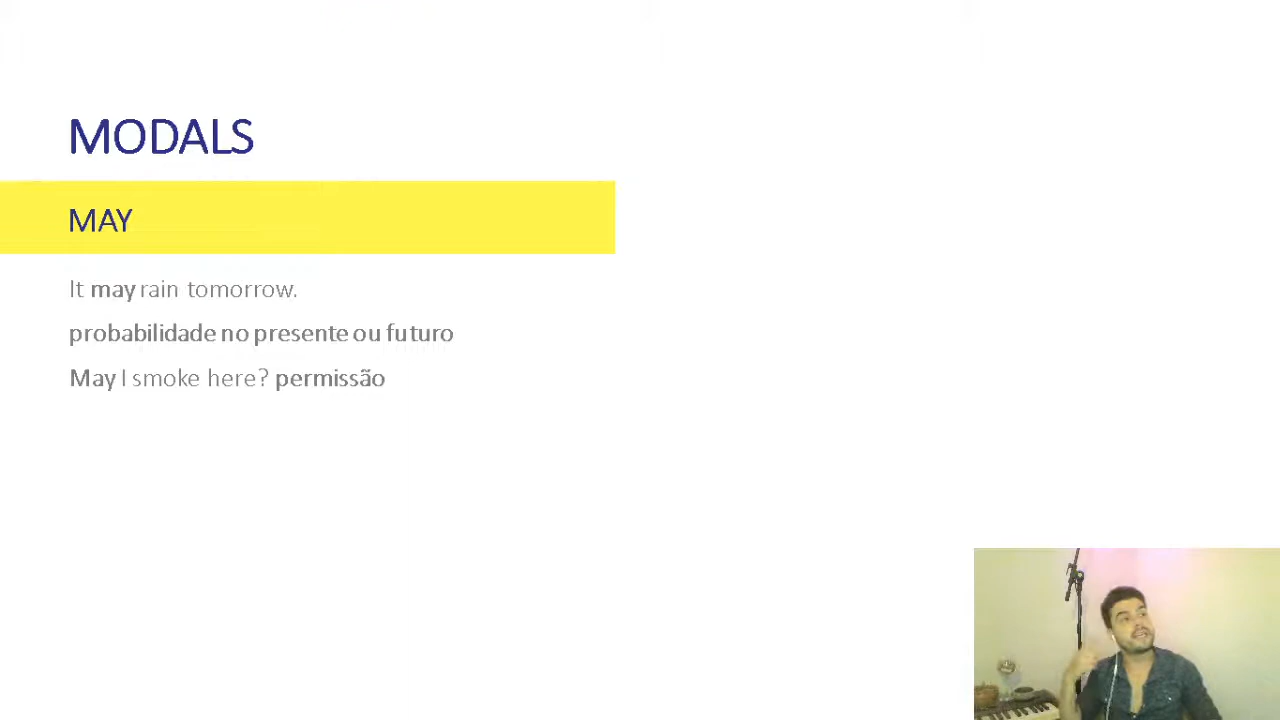 MODALS
MAY
It may rain tomorrow.
probabilidade no presente ou futuro
May I smoke here? permissão